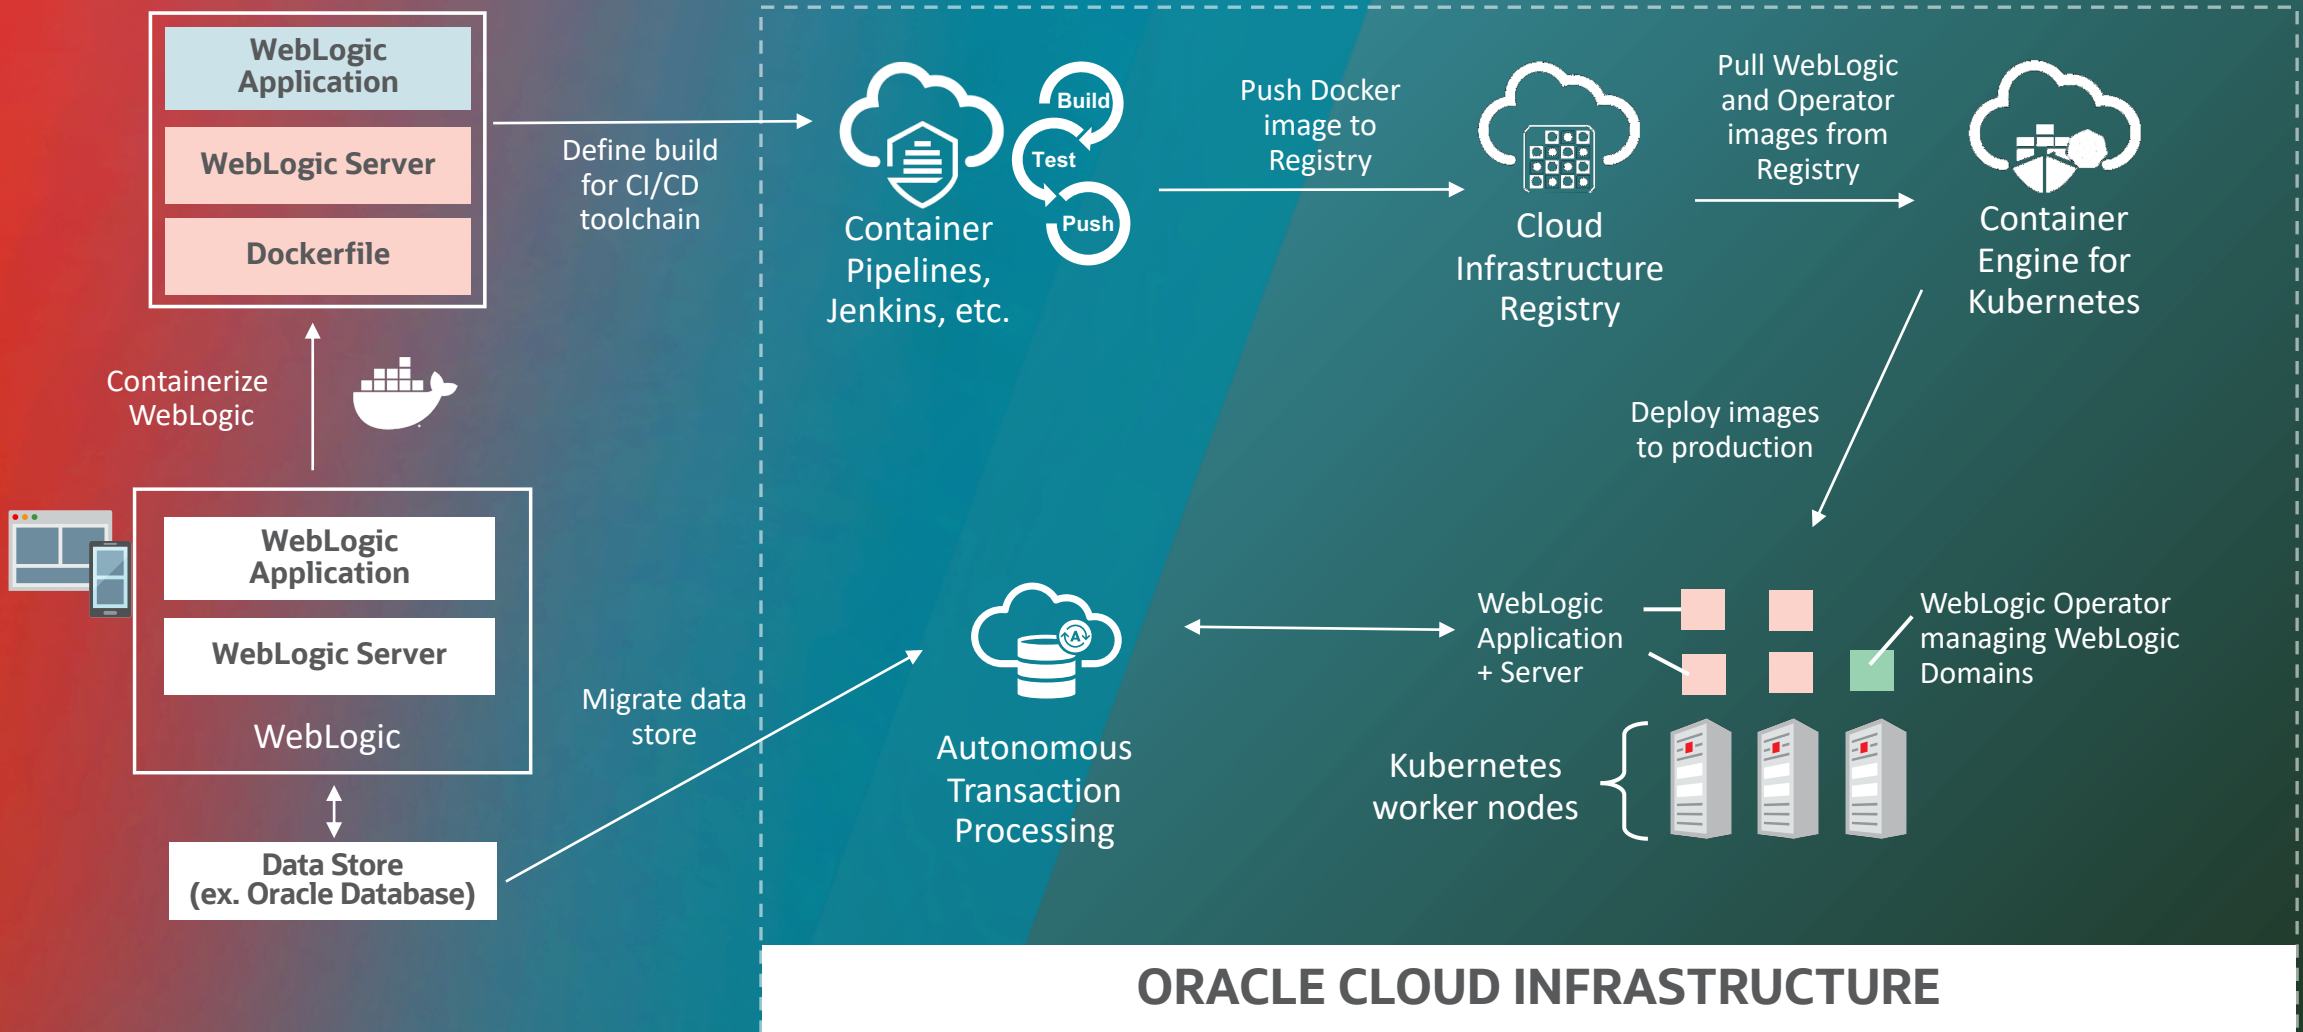 WebLogic
Application
WebLogic Server
Dockerfile
Define build
for CI/CD
toolchain
Container
Pipelines,
Jenkins, etc.
Build
Test
Push
Push Docker
image to
Registry
Cloud
Infrastructure
Registry
Pull WebLogic
and Operator
images from
Registry
Container
Engine for
Kubernetes
Containerize
WebLogic
Deploy images
to production
WebLogic
Application
WebLogic Server
WebLogic
Data Store
(ex. Oracle Database)
Migrate data
store
A
Autonomous
Transaction
Processing
WebLogic
Application
+ Server
WebLogic Operator
managing WebLogic
Domains
Kubernetes
worker nodes
ORACLE CLOUD INFRASTRUCTURE